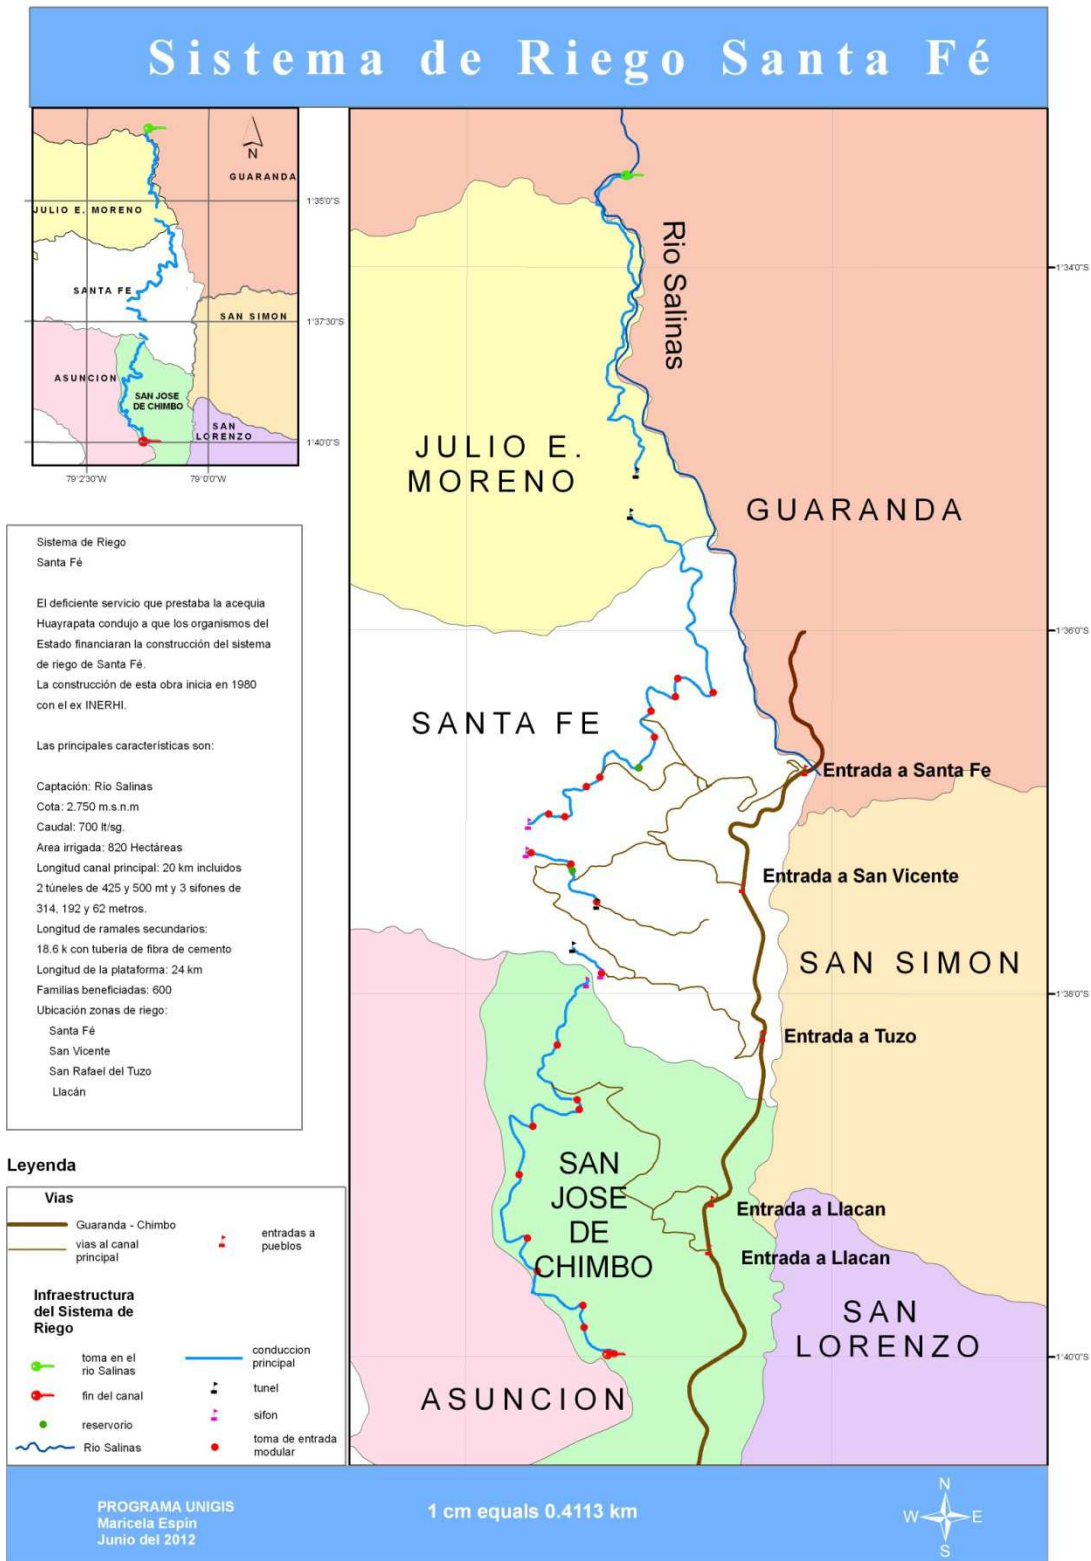 Sistema de Riego Santa Fé
N
GUARANDA
1°35'0"S
JULIO E. MORENO
SANTA FE
SAN SIMON
1°37'30"S
ASUNCION
SAN JOSE
DE CHIMBO
SAN
LORENZO
1°40'0"S
79°2'30"W
79°0'0"W
Sistema de Riego
Santa Fé
El deficiente servicio que prestaba la acequia
Huayrapata condujo a que los organismos del
Estado financiaran la construcción del sistema
de riego de Santa Fé.
La construcción de esta obra inicia en 1980
con el ex INERHI.
Las principales características son:
Captación: Río Salinas
Cota: 2.750 m.s.n.m
Caudal: 700 lt/sg.
Area irrigada: 820 Hectáreas
Longitud canal principal: 20 km incluidos
2 túneles de 425 y 500 mt y 3 sifones de
314, 192 y 62 metros.
Longitud de ramales secundarios:
18.6 k con tuberia de fibra de cemento
Longitud de la plataforma: 24 km
Familias beneficiadas: 600
Ubicación zonas de riego:
Santa Fé
San Vicente
San Rafael del Tuzo
Llacán
Leyenda
Vias
Guaranda - Chimbo
vias al canal
principal
entradas a
pueblos
Infraestructura
del Sistema de
Riego
toma en el
rio Salinas
fin del canal
reservorio
Rio Salinas
conduccion
principal
tunel
sifon
toma de entrada
modular
Rio Salinas
1°34'0"S
JULIO E.
MORENO
GUARANDA
1°36'0"S
SANTA FE
Entrada a Santa Fe
Entrada a San Vicente
SAN SIMON
1°38'0"S
Entrada a Tuzo
SAN
JOSE
DE
CHIMBO
Entrada a Llacan
Entrada a Llacan
SAN
LORENZO
1°40'0"S
ASUNCION
PROGRAMA UNIGIS
Maricela Espín
Junio del 2012
1 cm equals 0.4113 km
N
W
E
S